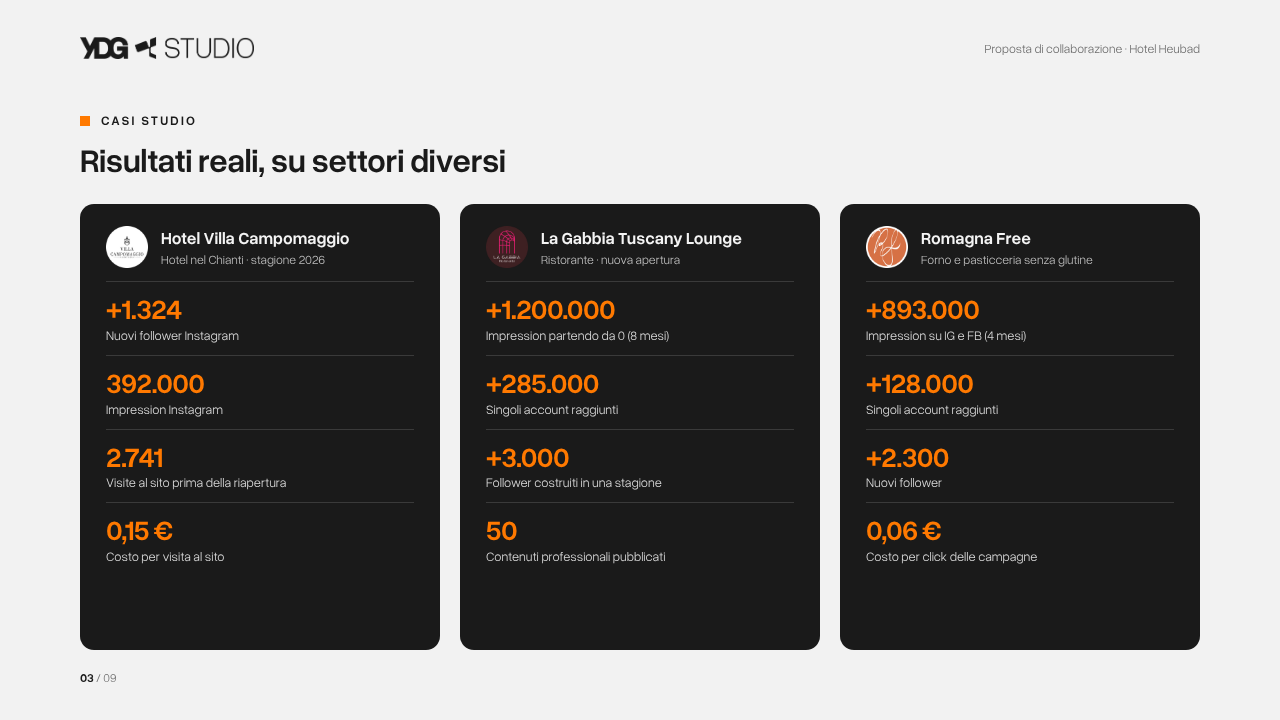 YDG STUDIO
Proposta di collaborazione · Hotel Heubad
CASI STUDIO
Risultati reali, su settori diversi
VILLA
CAMPOMAGGIO
Hotel Villa Campomaggio
Hotel nel Chianti · stagione 2026
+1.324
Nuovi follower Instagram
392.000
Impression Instagram
2.741
Visite al sito prima della riapertura
0,15 €
Costo per visita al sito
LA GABBIA
La Gabbia Tuscany Lounge
Ristorante · nuova apertura
+1.200.000
Impression partendo da 0 (8 mesi)
+285.000
Singoli account raggiunti
+3.000
Follower costruiti in una stagione
50
Contenuti professionali pubblicati
Romagna Free
Forno e pasticceria senza glutine
+893.000
Impression su IG e FB (4 mesi)
+128.000
Singoli account raggiunti
+2.300
Nuovi follower
0,06 €
Costo per click delle campagne
03 / 09